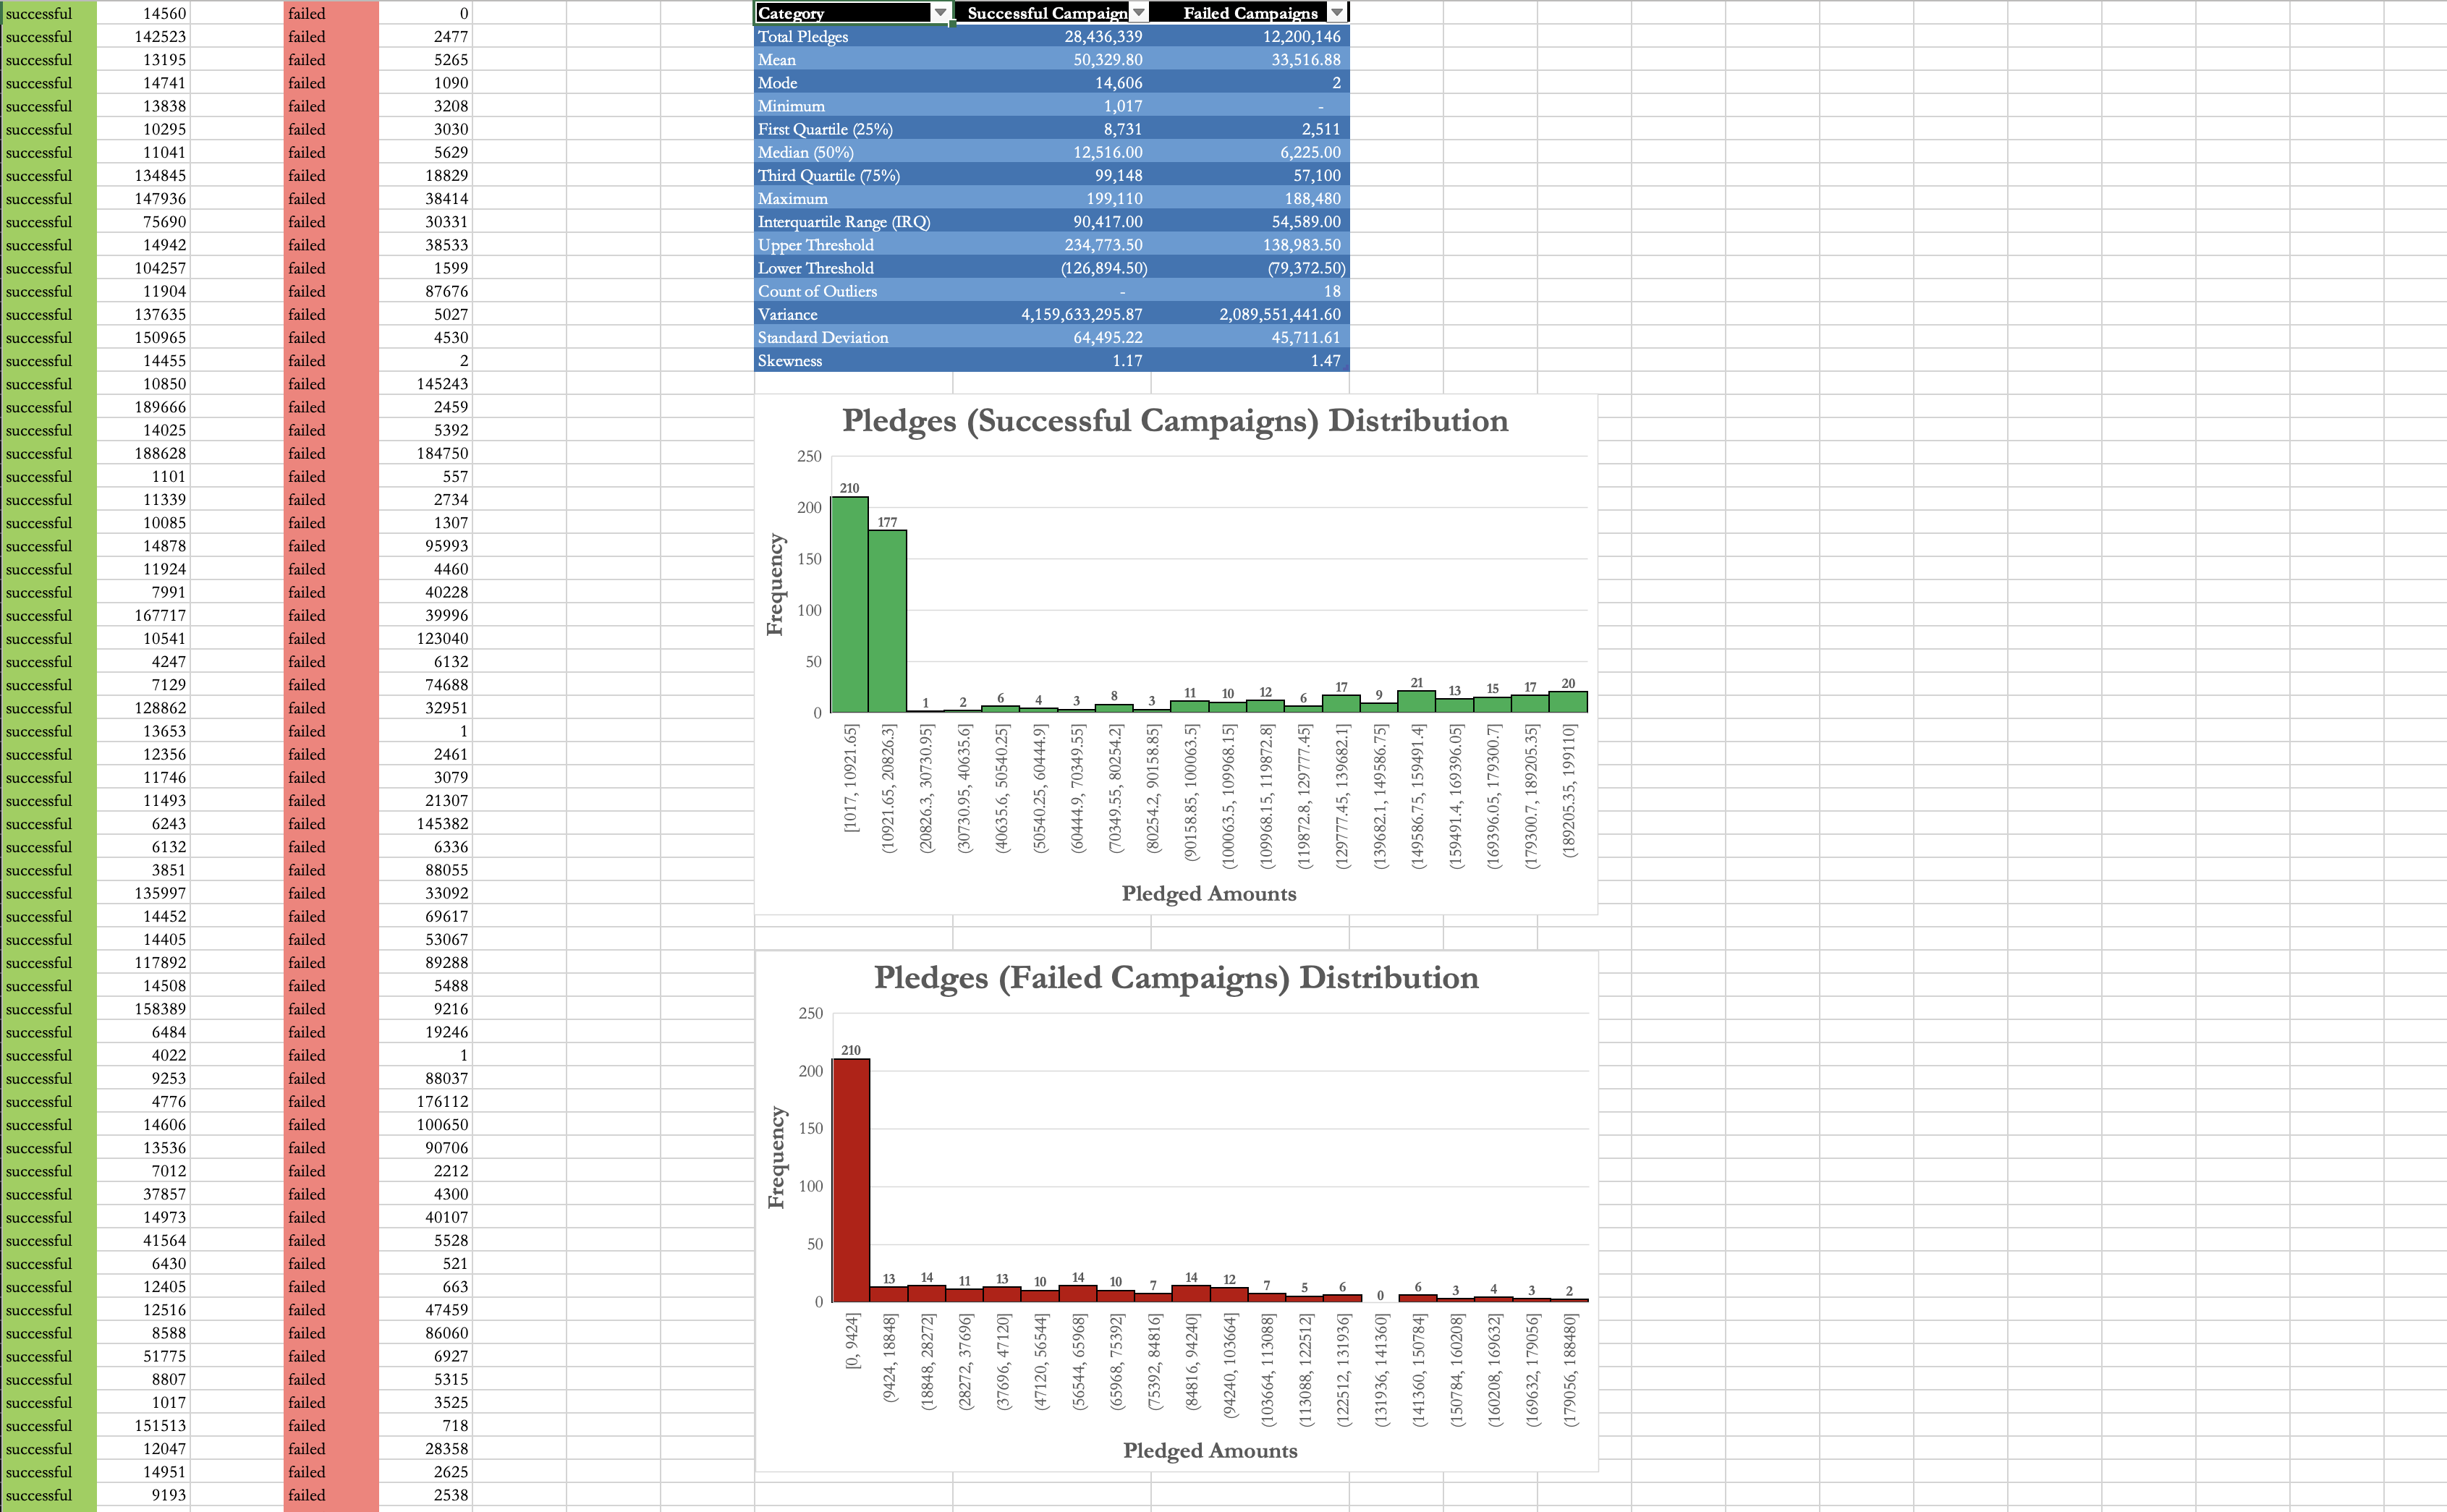 successful 14560 failed 0
successful 142523 failed 2477
successful 13195 failed 5265
successful 14741 failed 1090
successful 13838 failed 3208
successful 10295 failed 3030
successful 11041 failed 5629
successful 134845 failed 18829
successful 147936 failed 38414
successful 75690 failed 30331
successful 14942 failed 38533
successful 104257 failed 1599
successful 11904 failed 87676
successful 137635 failed 5027
successful 150965 failed 4530
successful 14455 failed 2
successful 10850 failed 145243
successful 189666 failed 2459
successful 14025 failed 5392
successful 188628 failed 184750
successful 1101 failed 557
successful 11339 failed 2734
successful 10085 failed 1307
successful 14878 failed 95993
successful 11924 failed 4460
successful 7991 failed 40228
successful 167717 failed 39996
successful 10541 failed 123040
successful 4247 failed 6132
successful 7129 failed 74688
successful 128862 failed 32951
successful 13653 failed 1
successful 12356 failed 2461
successful 11746 failed 3079
successful 11493 failed 21307
successful 6243 failed 145382
successful 6132 failed 6336
successful 3851 failed 88055
successful 135997 failed 33092
successful 14452 failed 69617
successful 14405 failed 53067
successful 117892 failed 89288
successful 14508 failed 5488
successful 158389 failed 9216
successful 6484 failed 19246
successful 4022 failed 1
successful 9253 failed 88037
successful 4776 failed 176112
successful 14606 failed 100650
successful 13536 failed 90706
successful 7012 failed 2212
successful 37857 failed 4300
successful 14973 failed 40107
successful 41564 failed 5528
successful 6430 failed 521
successful 12405 failed 663
successful 12516 failed 47459
successful 8588 failed 86060
successful 51775 failed 6927
successful 8807 failed 5315
successful 1017 failed 3525
successful 151513 failed 718
successful 12047 failed 28358
successful 14951 failed 2625
successful 9193 failed 2538
Category Successful Campaign Failed Campaigns
Total Pledges 28,436,339 12,200,146
Mean 50,329.80 33,516.88
Mode 14,606 2
Minimum 1,017 -
First Quartile (25%) 8,731 2,511
Median (50%) 12,516.00 6,225.00
Third Quartile (75%) 99,148 57,100
Maximum 199,110 188,480
Interquartile Range (IRQ) 90,417.00 54,589.00
Upper Threshold 234,773.50 138,983.50
Lower Threshold (126,894.50) (79,372.50)
Count of Outliers - 18
Variance 4,159,633,295.87 2,089,551,441.60
Standard Deviation 64,495.22 45,711.61
Skewness 1.17 1.47
Pledges (Successful Campaigns) Distribution
Frequency
250
200
150
100
50
0
210 177 1 2 6 4 3 8 3 11 10 12 6 17 9 21 13 15 17 20
[1017, 10921.65]
(10921.65, 20826.3]
(20826.3, 30730.95]
(30730.95, 40635.6]
(40635.6, 50540.25]
(50540.25, 60444.9]
(60444.9, 70349.55]
(70349.55, 80254.2]
(80254.2, 90158.85]
(90158.85, 100063.5]
(100063.5, 109968.15]
(109968.15, 119872.8]
(119872.8, 129777.45]
(129777.45, 139682.1]
(139682.1, 149586.75]
(149586.75, 159491.4]
(159491.4, 169396.05]
(169396.05, 179300.7]
(179300.7, 189205.35]
(189205.35, 199110]
Pledged Amounts
Pledges (Failed Campaigns) Distribution
Frequency
250
200
150
100
50
0
210 13 14 11 13 10 14 10 7 14 12 7 5 6 0 6 3 4 3 2
[0, 9424]
(9424, 18848]
(18848, 28272]
(28272, 37696]
(37696, 47120]
(47120, 56544]
(56544, 65968]
(65968, 75392]
(75392, 84816]
(84816, 94240]
(94240, 103664]
(103664, 113088]
(113088, 122512]
(122512, 131936]
(131936, 141360]
(141360, 150784]
(150784, 160208]
(160208, 169632]
(169632, 179056]
(179056, 188480]
Pledged Amounts